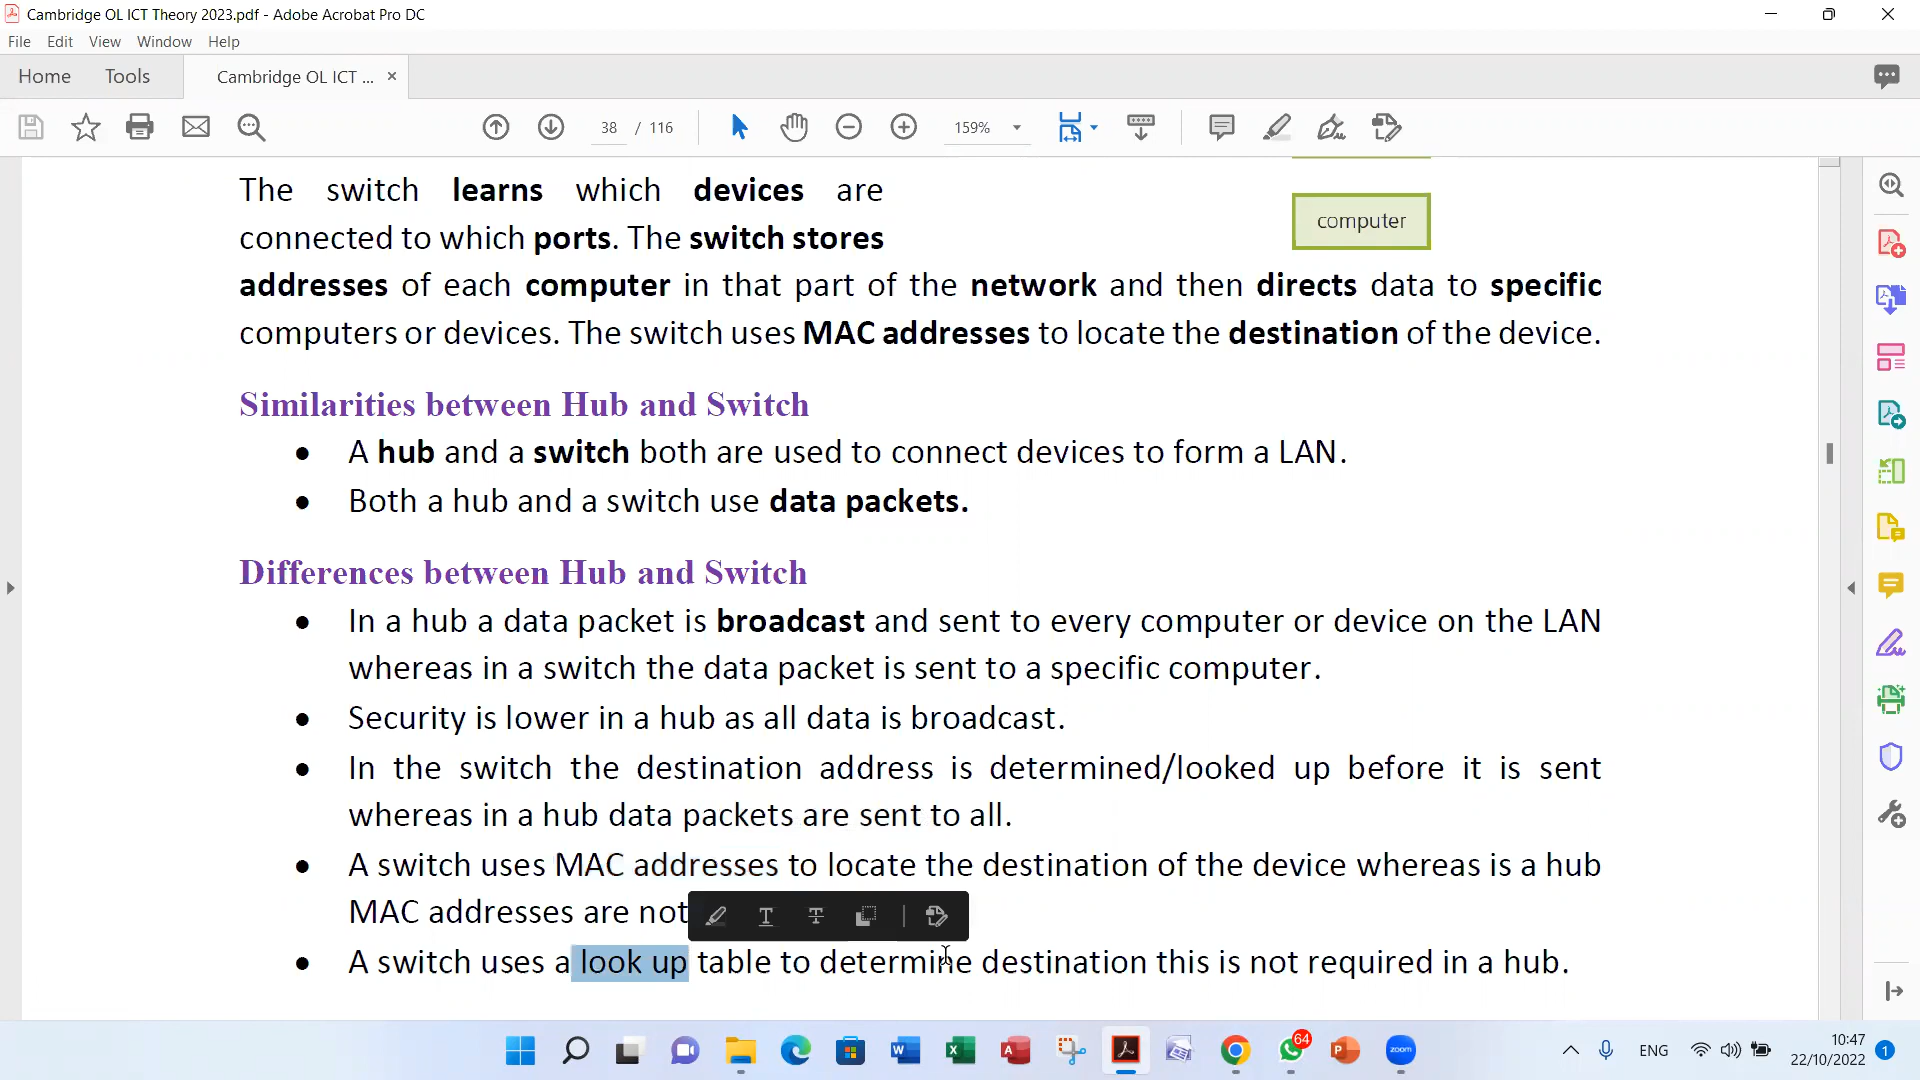 Cambridge OL ICT Theory 2023.pdf - Adobe Acrobat Pro DC
File Edit View Window Help
Home Tools Cambridge OL ICT ... ×
38 / 116 159%
The switch learns which devices are
connected to which ports. The switch stores
computer
addresses of each computer in that part of the network and then directs data to specific
computers or devices. The switch uses MAC addresses to locate the destination of the device.
Similarities between Hub and Switch
• A hub and a switch both are used to connect devices to form a LAN.
• Both a hub and a switch use data packets.
Differences between Hub and Switch
• In a hub a data packet is broadcast and sent to every computer or device on the LAN
whereas in a switch the data packet is sent to a specific computer.
• Security is lower in a hub as all data is broadcast.
• In the switch the destination address is determined/looked up before it is sent
whereas in a hub data packets are sent to all.
• A switch uses MAC addresses to locate the destination of the device whereas is a hub
MAC addresses are not
• A switch uses a look up table to determine destination this is not required in a hub.
64
zoom
ENG
10:47
22/10/2022
1